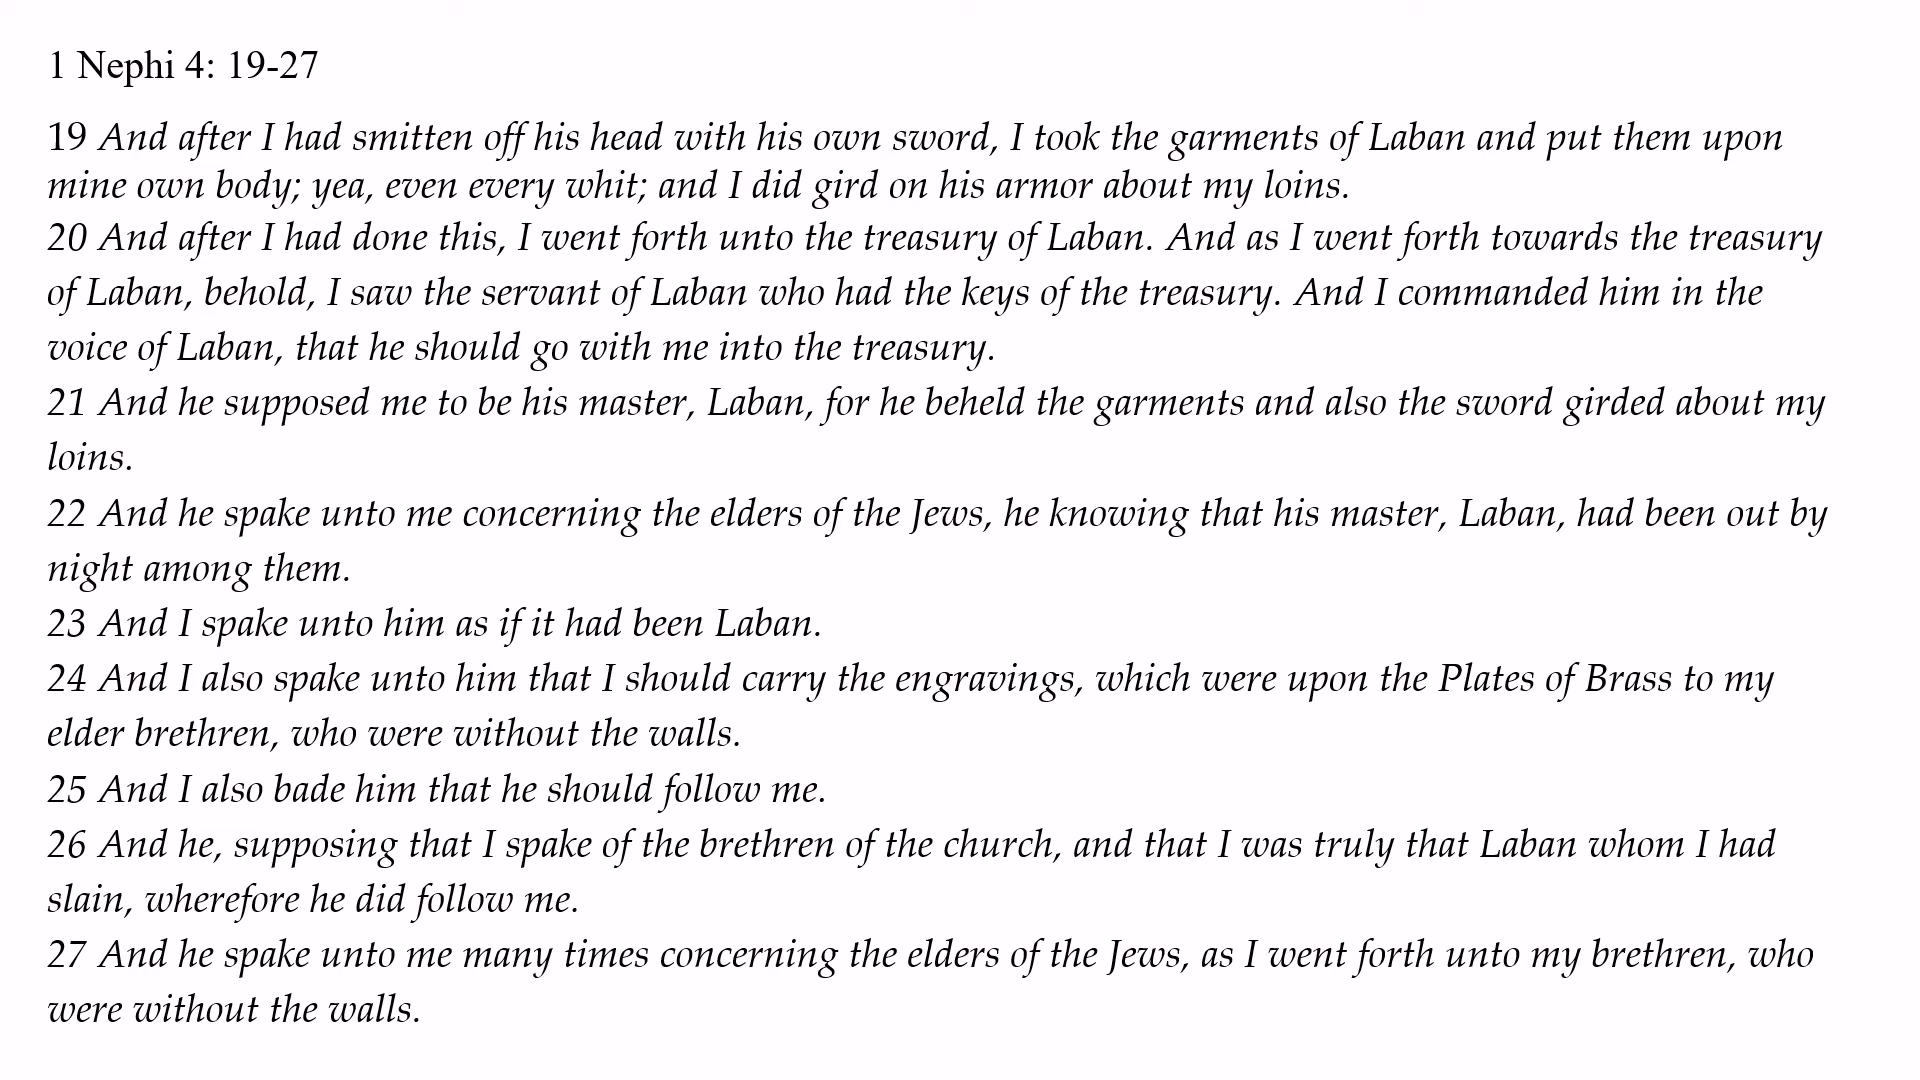 1 Nephi 4: 19-27
19 And after I had smitten off his head with his own sword, I took the garments of Laban and put them upon
mine own body; yea, even every whit; and I did gird on his armor about my loins.
20 And after I had done this, I went forth unto the treasury of Laban. And as I went forth towards the treasury
of Laban, behold, I saw the servant of Laban who had the keys of the treasury. And I commanded him in the
voice of Laban, that he should go with me into the treasury.
21 And he supposed me to be his master, Laban, for he beheld the garments and also the sword girded about my
loins.
22 And he spake unto me concerning the elders of the Jews, he knowing that his master, Laban, had been out by
night among them.
23 And I spake unto him as if it had been Laban.
24 And I also spake unto him that I should carry the engravings, which were upon the Plates of Brass to my
elder brethren, who were without the walls.
25 And I also bade him that he should follow me.
26 And he, supposing that I spake of the brethren of the church, and that I was truly that Laban whom I had
slain, wherefore he did follow me.
27 And he spake unto me many times concerning the elders of the Jews, as I went forth unto my brethren, who
were without the walls.